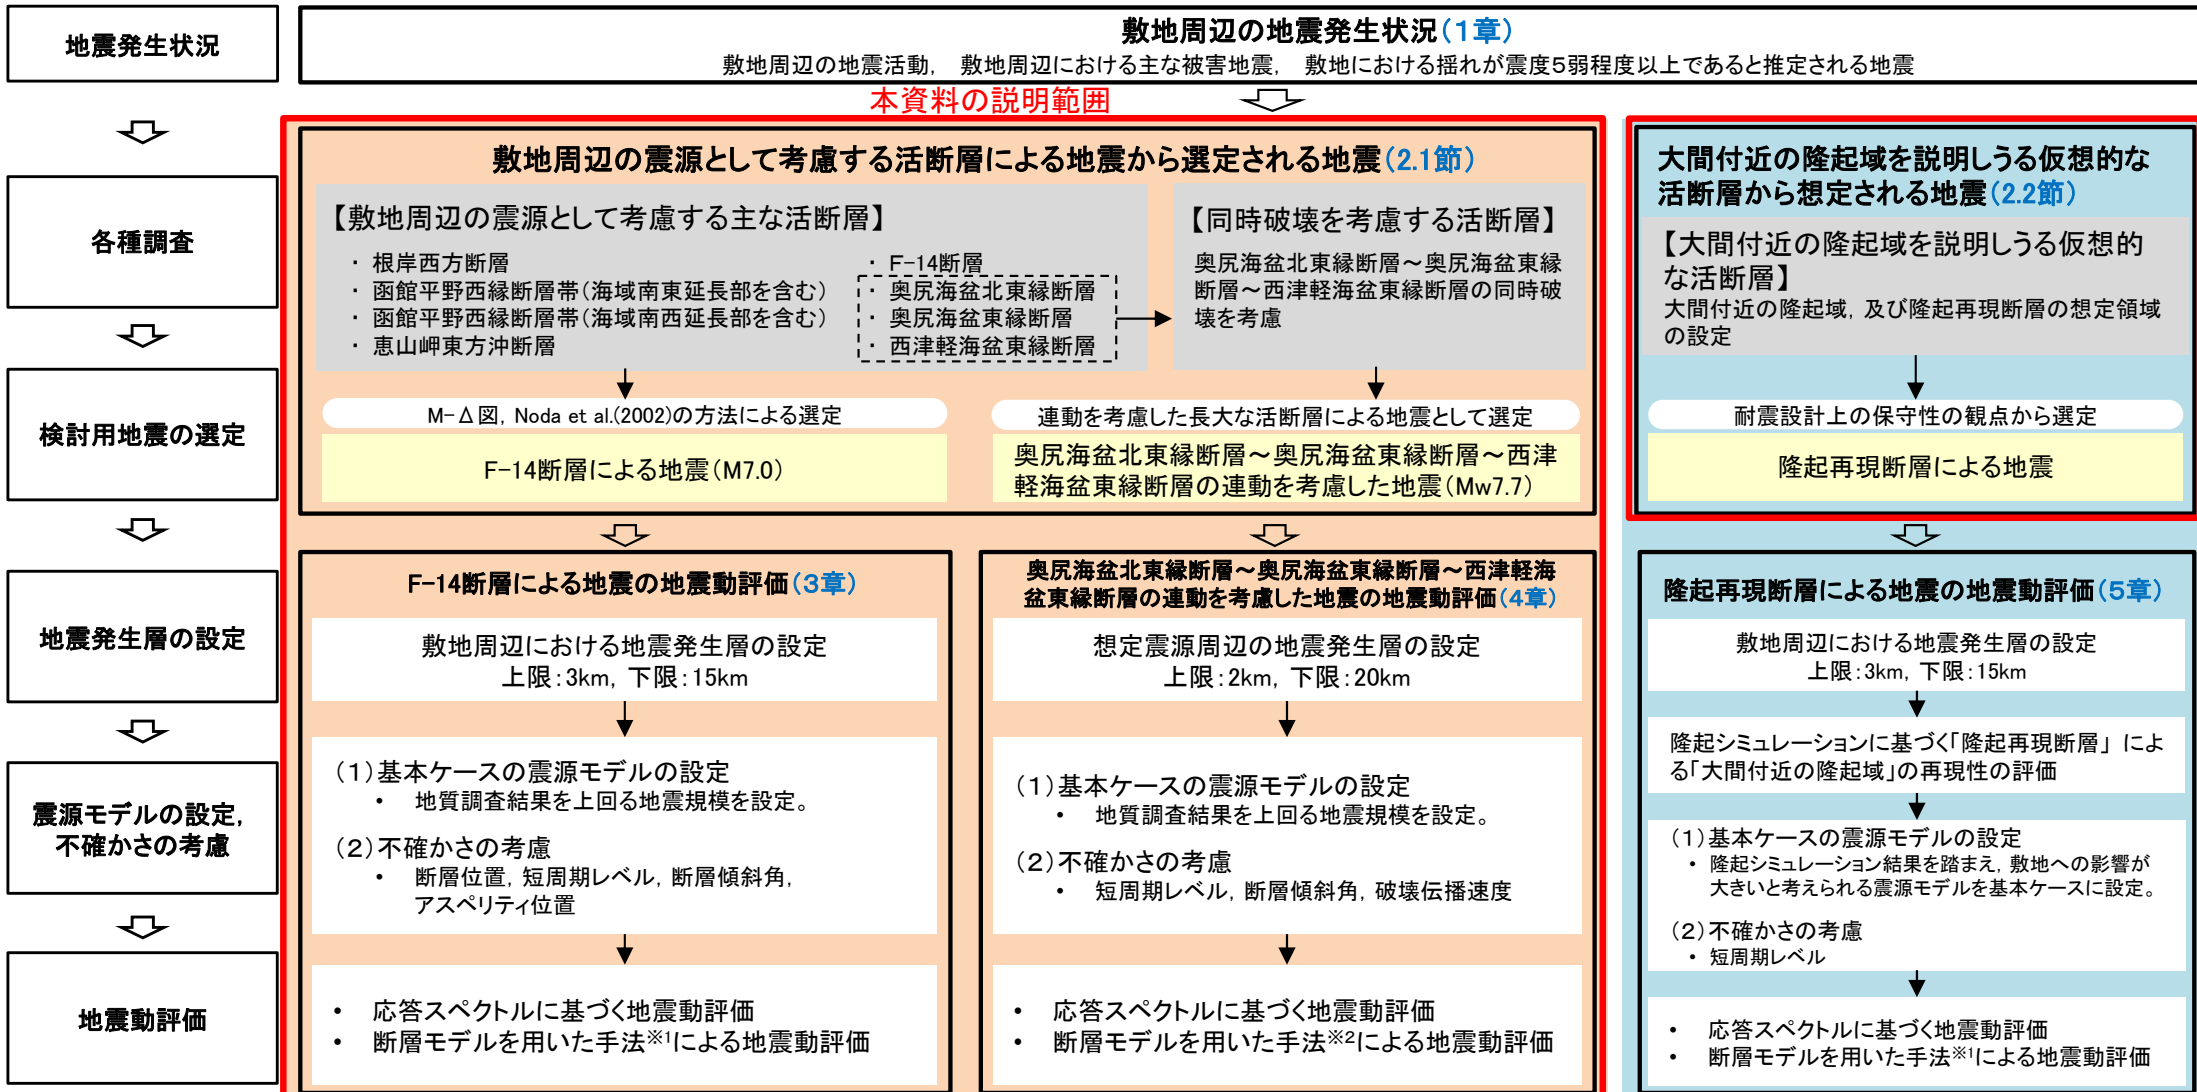 地震発生状況
敷地周辺の地震発生状況(1章)
敷地周辺の地震活動, 敷地周辺における主な被害地震, 敷地における揺れが震度5弱程度以上であると推定される地震
本資料の説明範囲
各種調査
検討用地震の選定
地震発生層の設定
震源モデルの設定,
不確かさの考慮
地震動評価
敷地周辺の震源として考慮する活断層による地震から選定される地震(2.1節)
【敷地周辺の震源として考慮する主な活断層】
・ 根岸西方断層
・ 函館平野西縁断層帯(海域南東延長部を含む)
・ 函館平野西縁断層帯(海域南西延長部を含む)
・ 恵山岬東方沖断層
・ F-14断層
・ 奥尻海盆北東縁断層
・ 奥尻海盆東縁断層
・ 西津軽海盆東縁断層
【同時破壊を考慮する活断層】
奥尻海盆北東縁断層～奥尻海盆東縁
断層～西津軽海盆東縁断層の同時破
壊を考慮
M-Δ図, Noda et al.(2002)の方法による選定
F-14断層による地震(M7.0)
連動を考慮した長大な活断層による地震として選定
奥尻海盆北東縁断層～奥尻海盆東縁断層～西津
軽海盆東縁断層の連動を考慮した地震(Mw7.7)
大間付近の隆起域を説明しうる仮想的な
活断層から想定される地震(2.2節)
【大間付近の隆起域を説明しうる仮想的
な活断層】
大間付近の隆起域, 及び隆起再現断層の想定領域
の設定
耐震設計上の保守性の観点から選定
隆起再現断層による地震
F-14断層による地震の地震動評価(3章)
敷地周辺における地震発生層の設定
上限:3km, 下限:15km
(1)基本ケースの震源モデルの設定
• 地質調査結果を上回る地震規模を設定。
(2)不確かさの考慮
• 断層位置, 短周期レベル, 断層傾斜角,
アスペリティ位置
• 応答スペクトルに基づく地震動評価
• 断層モデルを用いた手法※1による地震動評価
奥尻海盆北東縁断層～奥尻海盆東縁断層～西津軽海
盆東縁断層の連動を考慮した地震の地震動評価(4章)
想定震源周辺の地震発生層の設定
上限:2km, 下限:20km
(1)基本ケースの震源モデルの設定
• 地質調査結果を上回る地震規模を設定。
(2)不確かさの考慮
• 短周期レベル, 断層傾斜角, 破壊伝播速度
• 応答スペクトルに基づく地震動評価
• 断層モデルを用いた手法※2による地震動評価
隆起再現断層による地震の地震動評価(5章)
敷地周辺における地震発生層の設定
上限:3km, 下限:15km
隆起シミュレーションに基づく「隆起再現断層」によ
る「大間付近の隆起域」の再現性の評価
(1)基本ケースの震源モデルの設定
• 隆起シミュレーション結果を踏まえ, 敷地への影響が
大きいと考えられる震源モデルを基本ケースに設定。
(2)不確かさの考慮
• 短周期レベル
• 応答スペクトルに基づく地震動評価
• 断層モデルを用いた手法※1による地震動評価